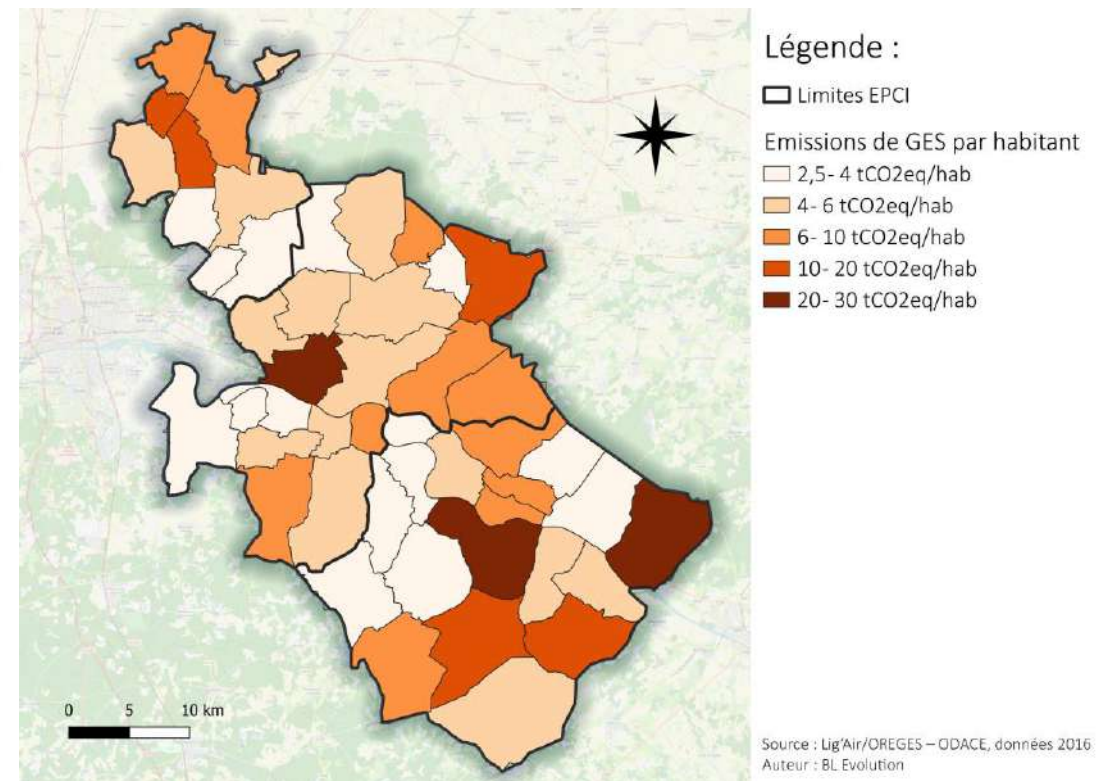 Légende :
Limites EPCI
Emissions de GES par habitant
2,5- 4 tCO2eq/hab
4- 6 tCO2eq/hab
6- 10 tCO2eq/hab
10- 20 tCO2eq/hab
20- 30 tCO2eq/hab
0 5 10 km
Source : Lig'Air/OREGES – ODACE, données 2016
Auteur : BL Evolution